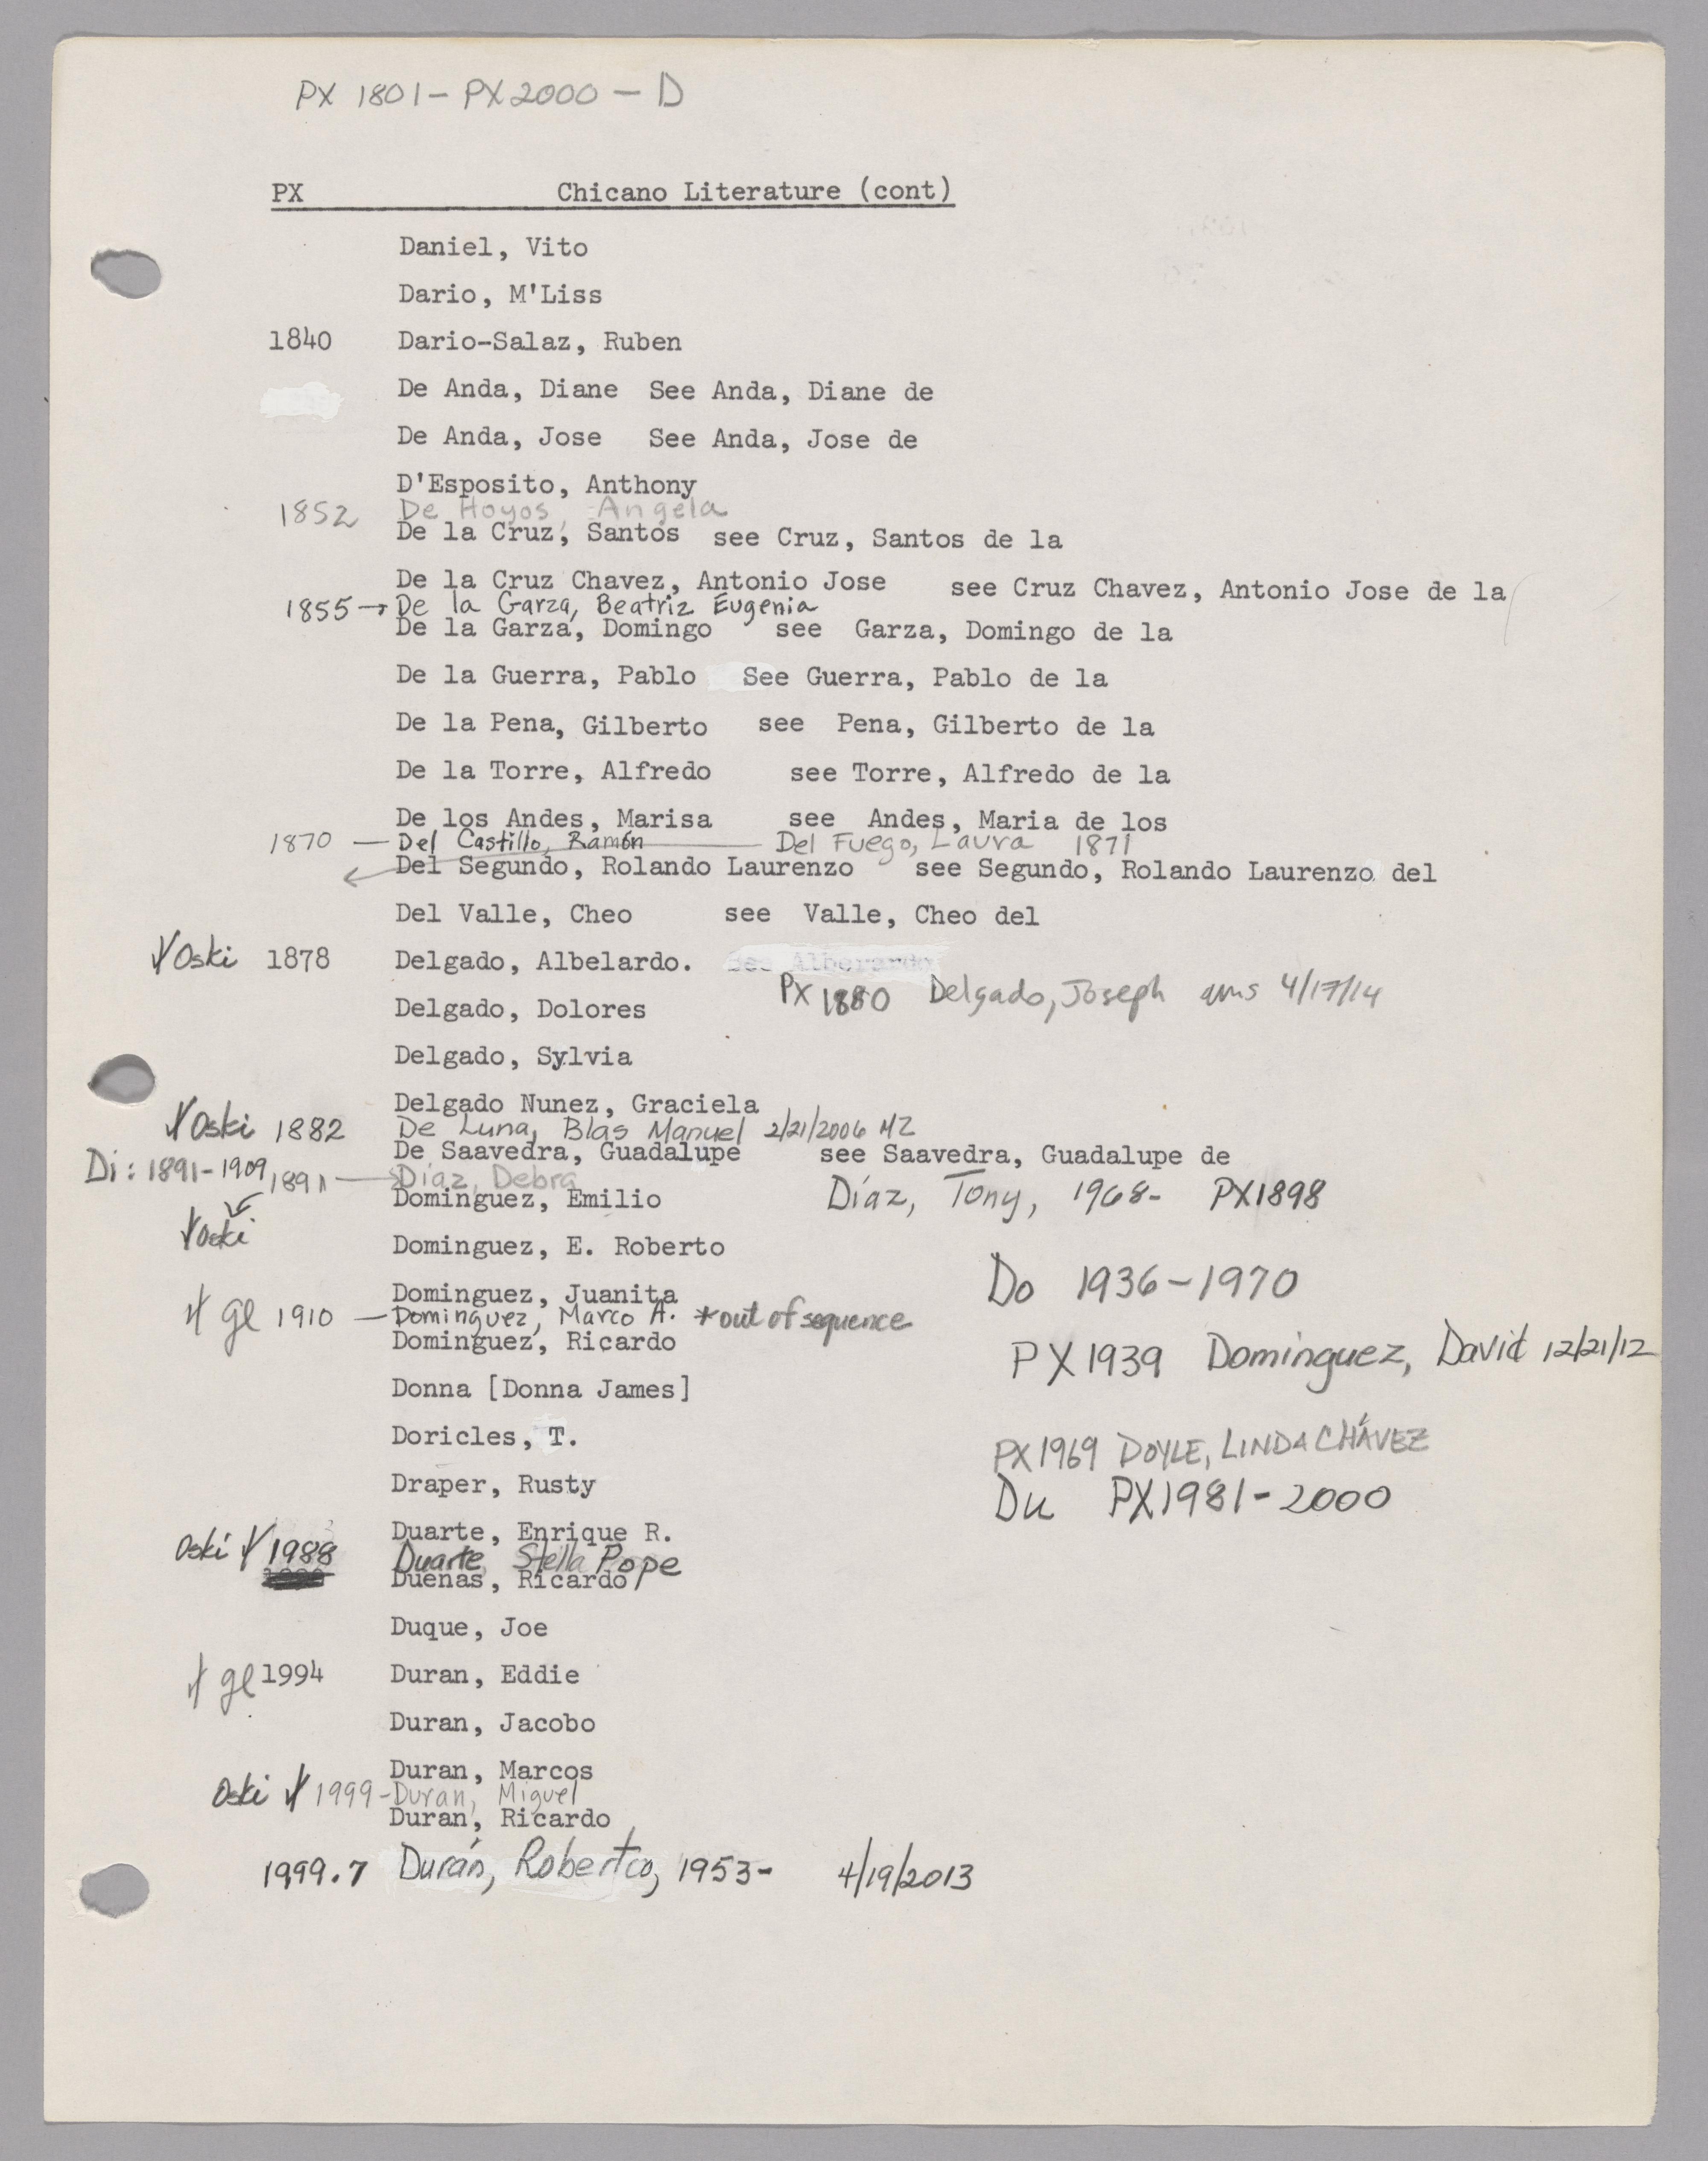 PX 1801 - PX 2000 - D
PX Chicano Literature (cont)
Daniel, Vito
Dario, M'Liss
1840 Dario-Salaz, Ruben
De Anda, Diane See Anda, Diane de
De Anda, Jose See Anda, Jose de
D'Esposito, Anthony
1852 De Hoyos, Angela
De la Cruz, Santos see Cruz, Santos de la
De la Cruz Chavez, Antonio Jose see Cruz Chavez, Antonio Jose de la
1855 → De la Garza, Beatriz Eugenia
De la Garza, Domingo see Garza, Domingo de la
De la Guerra, Pablo See Guerra, Pablo de la
De la Pena, Gilberto see Pena, Gilberto de la
De la Torre, Alfredo see Torre, Alfredo de la
De los Andes, Marisa see Andes, Maria de los
1870 — Del Castillo, Ramón — Del Fuego, Laura 1871
Del Segundo, Rolando Laurenzo see Segundo, Rolando Laurenzo del
Del Valle, Cheo see Valle, Cheo del
Oski 1878 Delgado, Albelardo.
PX 1880 Delgado, Joseph ams 4/17/14
Delgado, Dolores
Delgado, Sylvia
Delgado Nunez, Graciela
Oski 1882 De Luna, Blas Manuel 2/21/2006 MZ
De Saavedra, Guadalupe see Saavedra, Guadalupe de
Di: 1891-1909 1891 → Díaz, Debra
Dominguez, Emilio Díaz, Tony, 1968- PX1898
Oski
Dominguez, E. Roberto
Do 1936-1970
Dominguez, Juanita
gl 1910 — Dominguez, Marco A. *out of sequence
Dominguez, Ricardo
PX1939 Dominguez, David 12/21/12
Donna [Donna James]
Doricles, T.
PX1969 DOYLE, LINDA CHÁVEZ
Draper, Rusty
Du PX1981-2000
Duarte, Enrique R.
Oski 1988 Duarte, Stella Pope
Duenas, Ricardo
Duque, Joe
gl 1994 Duran, Eddie
Duran, Jacobo
Duran, Marcos
Oski 1999 - Duran, Miguel
Duran, Ricardo
1999.7 Durán, Robertco, 1953- 4/19/2013